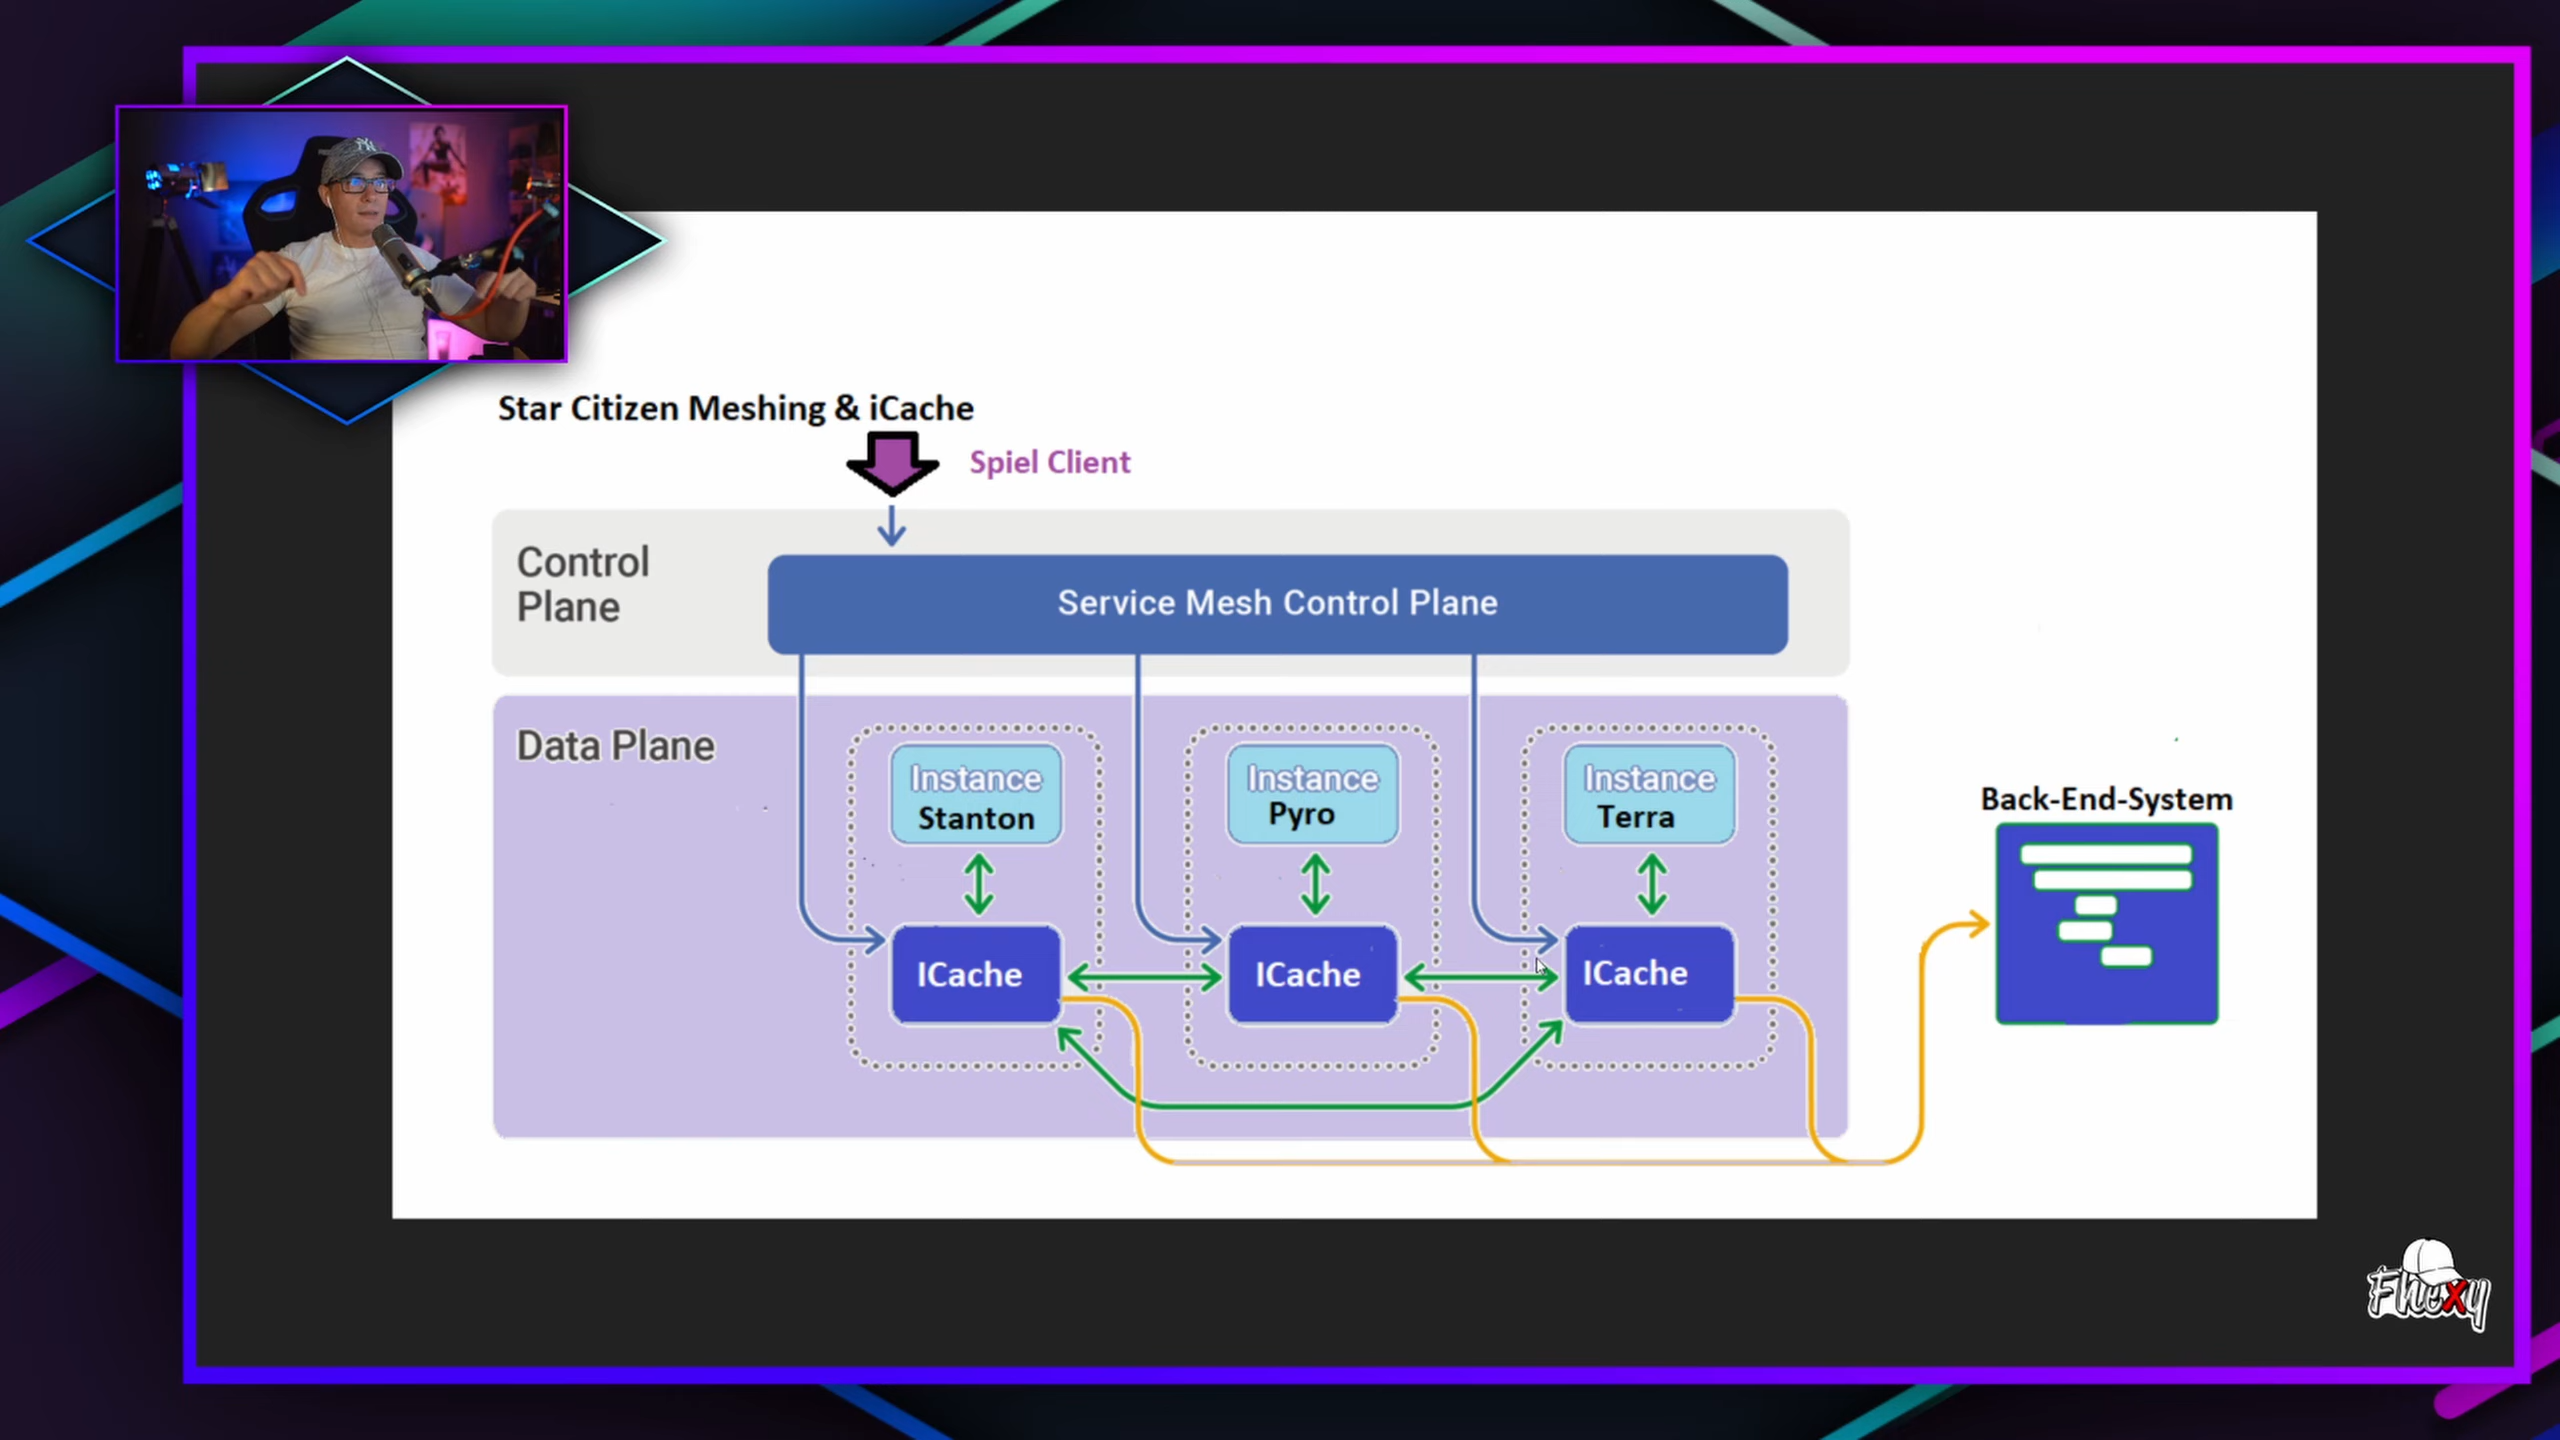 Star Citizen Meshing & iCache
Spiel Client
Control
Plane
Service Mesh Control Plane
Data Plane
Instance
Stanton
Instance
Pyro
Instance
Terra
Back-End-System
ICache
ICache
ICache
Fhexy